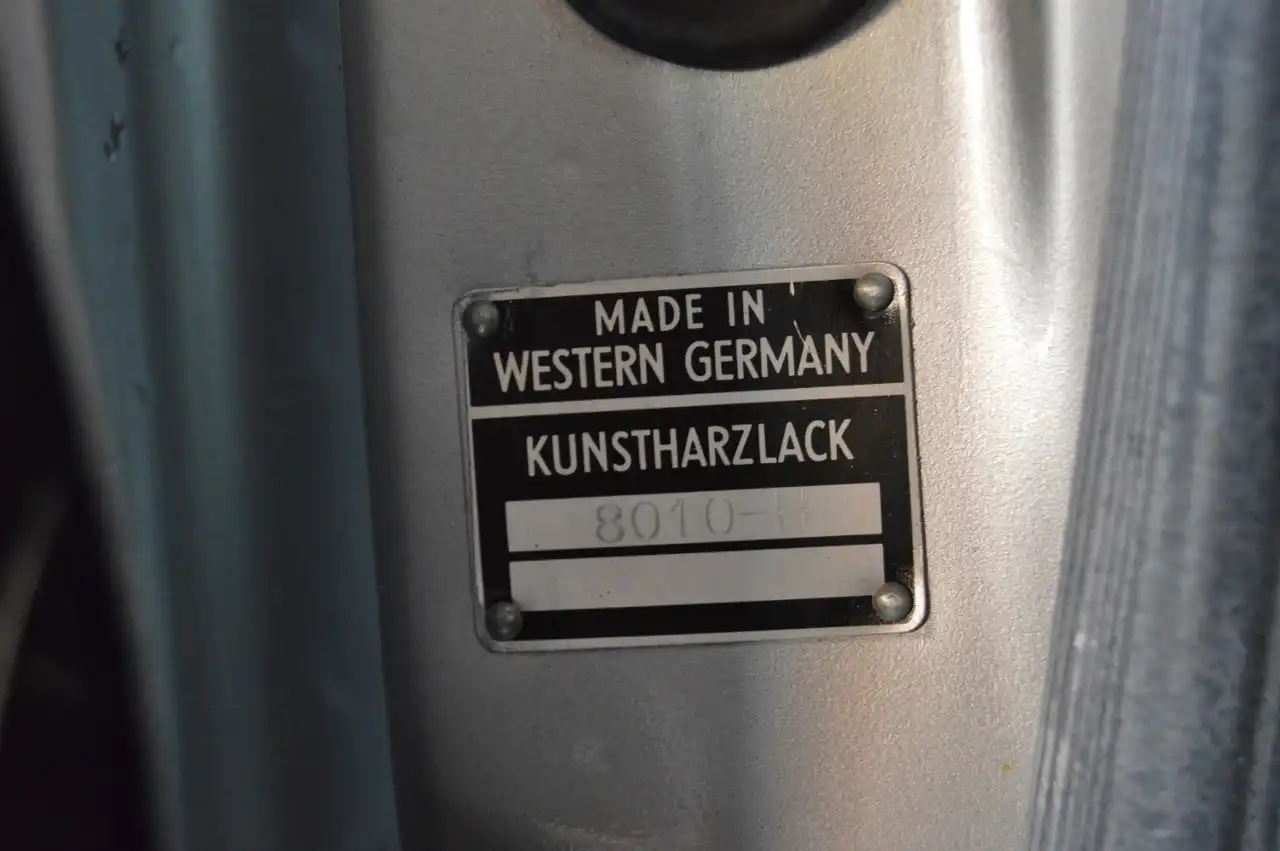 MADE IN
WESTERN GERMANY
KUNSTHARZLACK
8010-